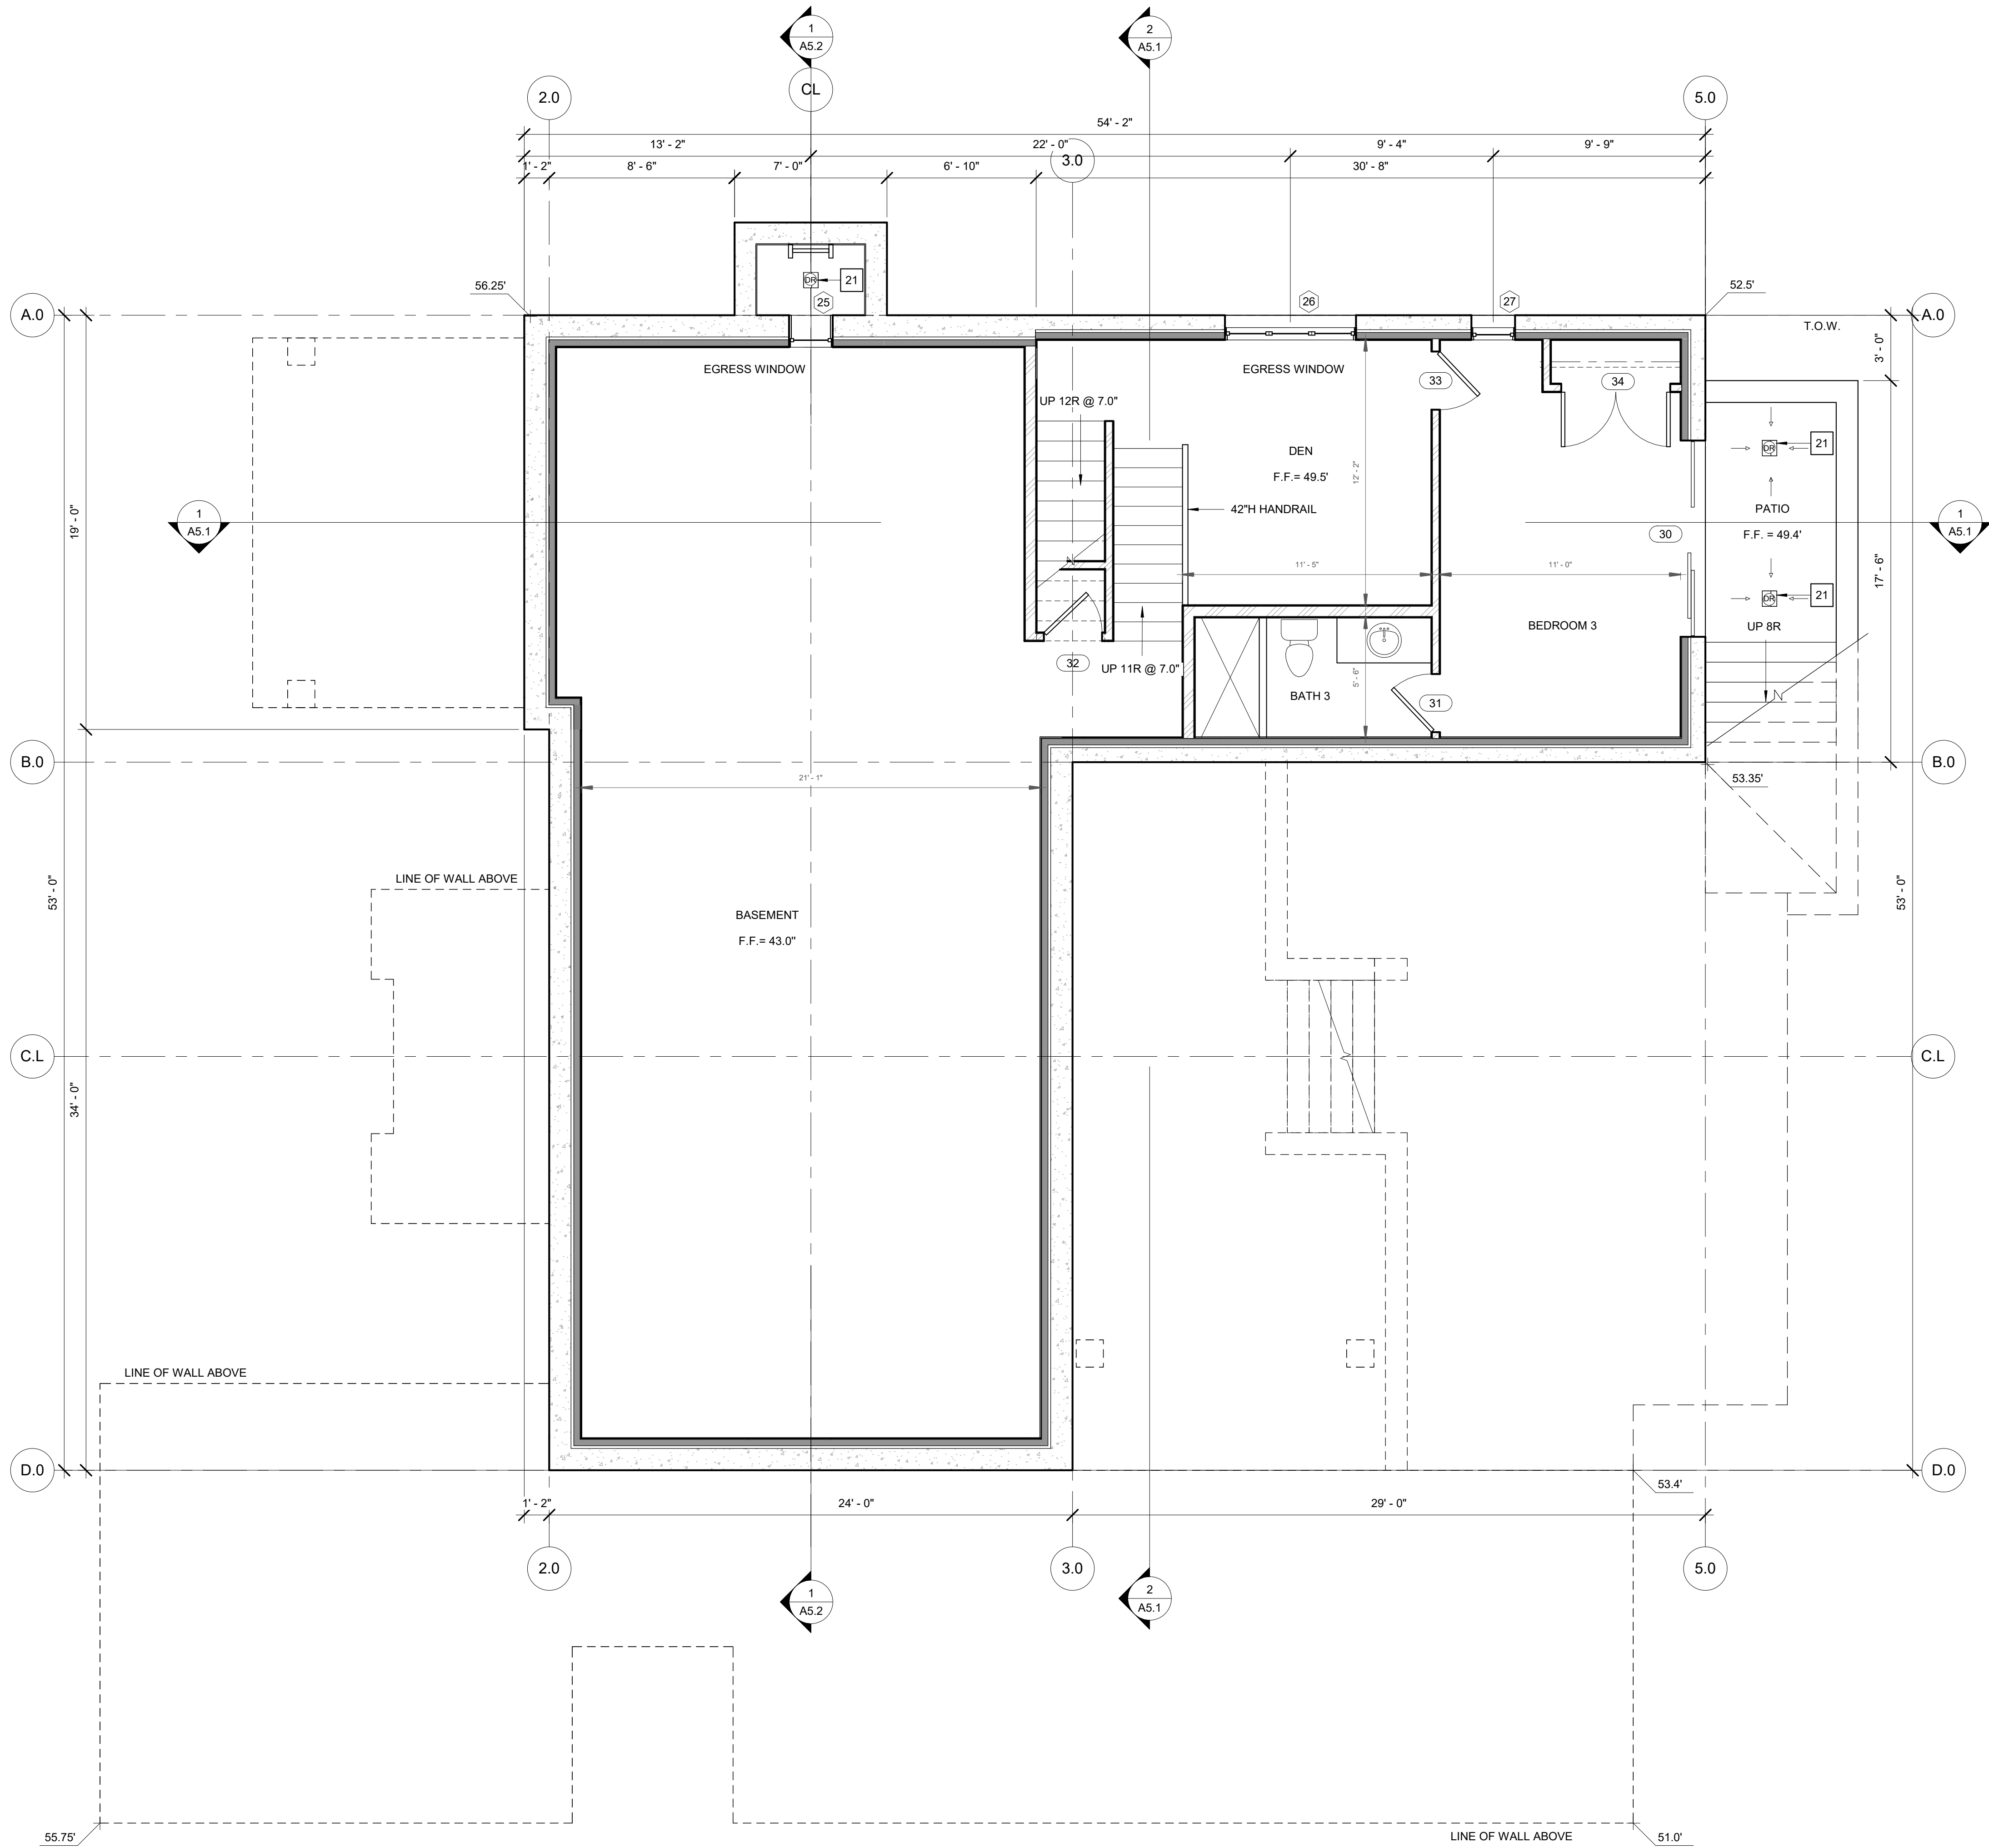 1
A5.2
2
A5.1
CL
2.0
5.0
54' - 2"
13' - 2"
22' - 0"
9' - 4"
9' - 9"
3.0
1' - 2"
8' - 6"
7' - 0"
6' - 10"
30' - 8"
DR
21
56.25'
25
26
27
52.5'
A.0
A.0
T.O.W.
3' - 0"
EGRESS WINDOW
EGRESS WINDOW
33
34
UP 12R @ 7.0"
DEN
F.F.= 49.5'
12' - 2"
DR
21
42"H HANDRAIL
PATIO
F.F. = 49.4'
19' - 0"
1
A5.1
30
1
A5.1
11' - 5"
11' - 0"
17' - 6"
DR
21
BEDROOM 3
UP 8R
32
UP 11R @ 7.0"
5' - 6"
BATH 3
31
B.0
B.0
21' - 1"
53.35'
LINE OF WALL ABOVE
53' - 0"
53' - 0"
BASEMENT
F.F.= 43.0"
C.L
C.L
34' - 0"
LINE OF WALL ABOVE
D.0
D.0
53.4'
1' - 2"
24' - 0"
29' - 0"
2.0
3.0
5.0
1
A5.2
2
A5.1
55.75'
LINE OF WALL ABOVE
51.0'